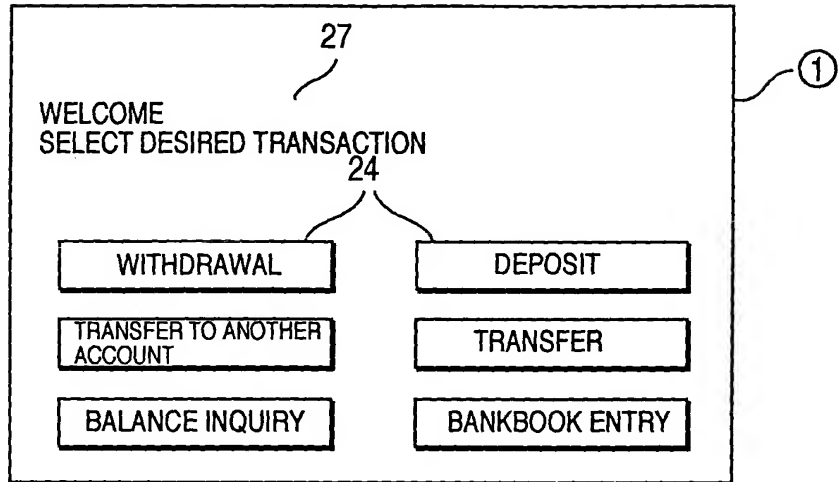 27
①
WELCOME
SELECT DESIRED TRANSACTION
24
WITHDRAWAL
DEPOSIT
TRANSFER TO ANOTHER
ACCOUNT
TRANSFER
BALANCE INQUIRY
BANKBOOK ENTRY